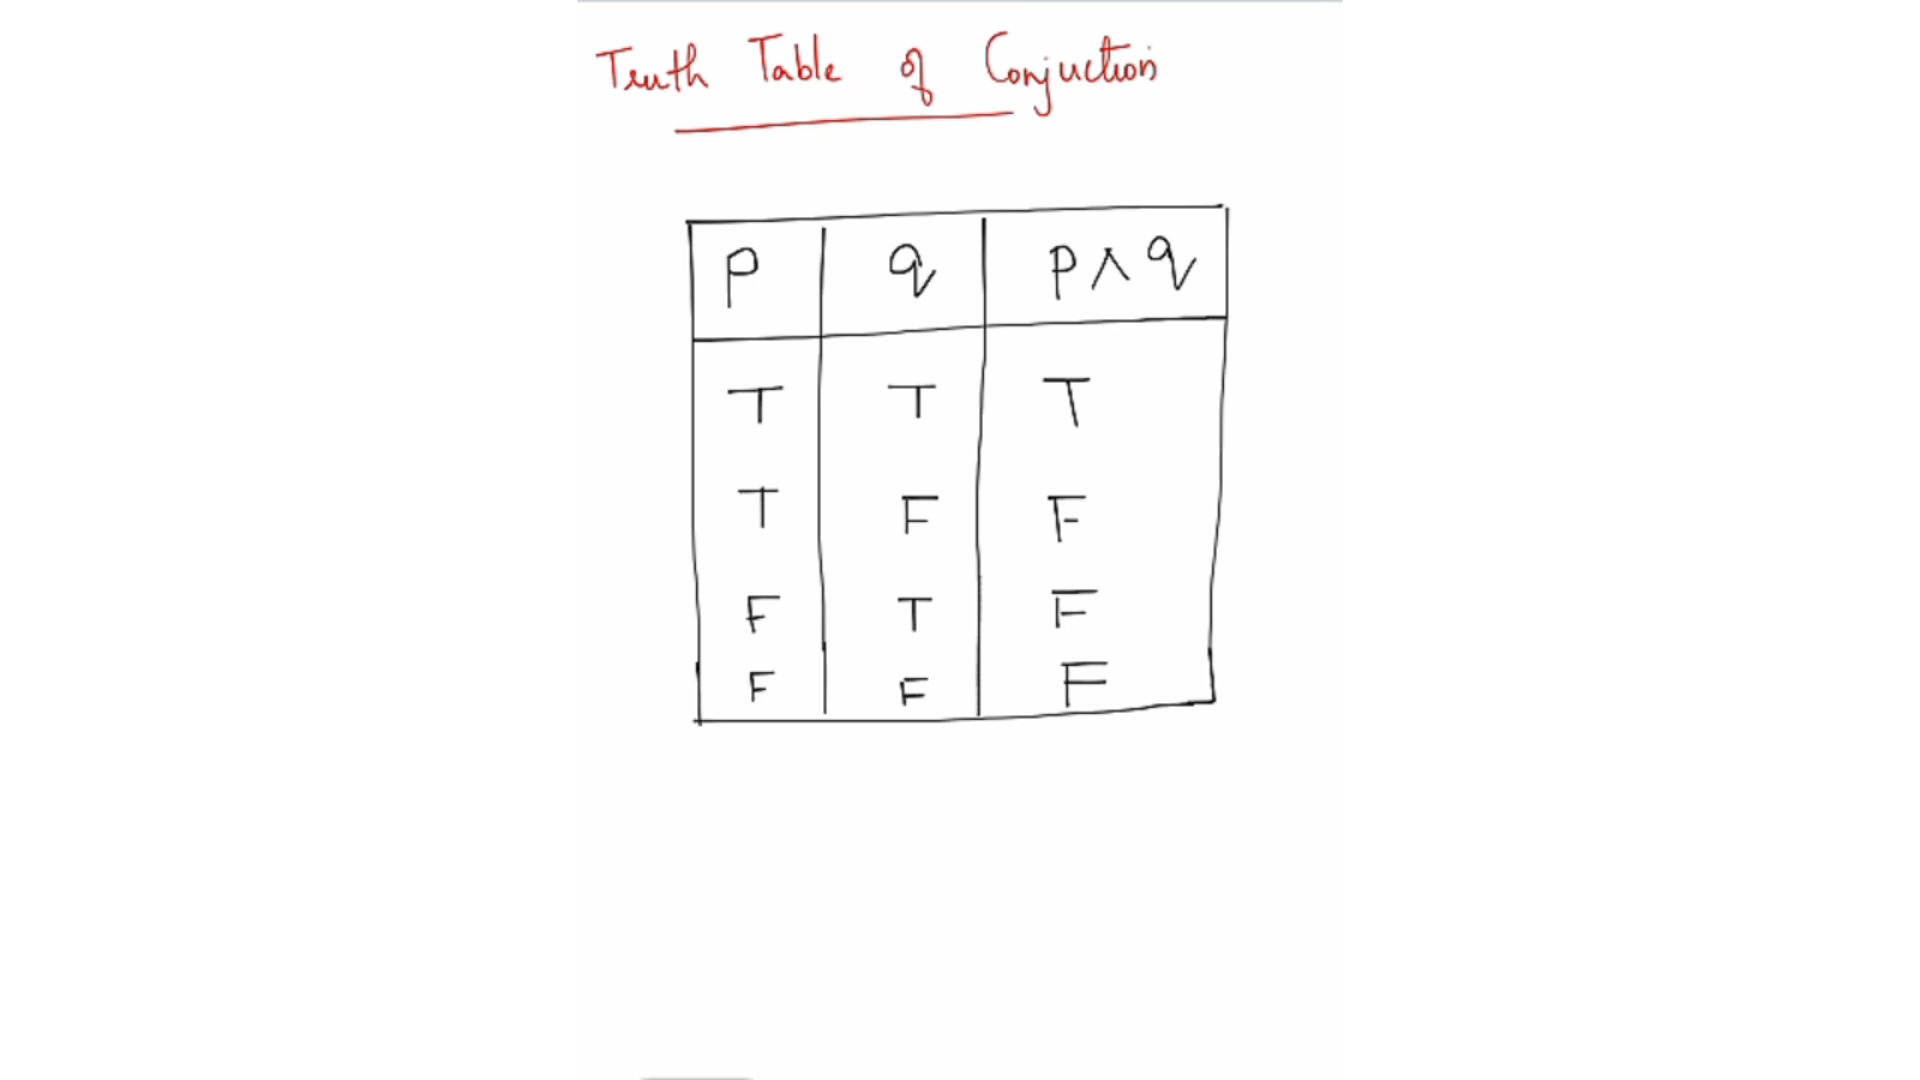 Truth Table of Conjuction
p q p ∧ q
T T T
T F F
F T F
F F F